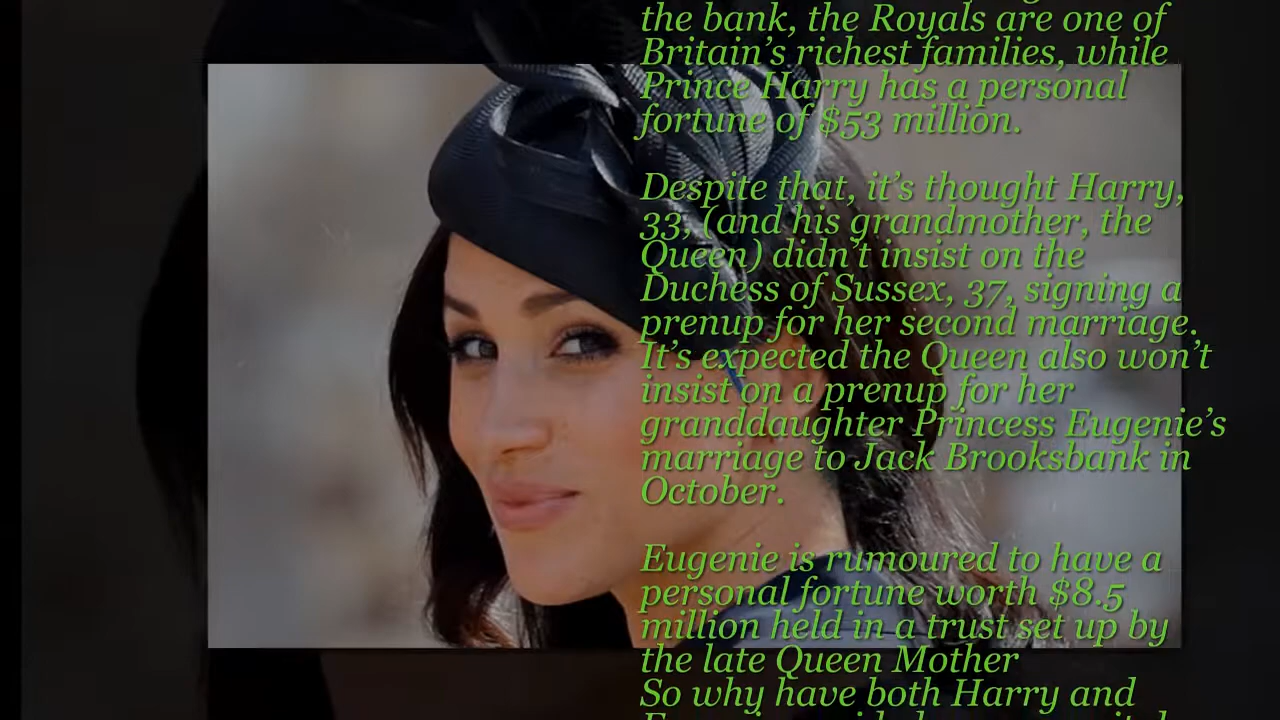 the bank, the Royals are one of
Britain’s richest families, while
Prince Harry has a personal
fortune of $53 million.
Despite that, it’s thought Harry,
33, (and his grandmother, the
Queen) didn’t insist on the
Duchess of Sussex, 37, signing a
prenup for her second marriage.
It’s expected the Queen also won’t
insist on a prenup for her
granddaughter Princess Eugenie’s
marriage to Jack Brooksbank in
October.
Eugenie is rumoured to have a
personal fortune worth $8.5
million held in a trust set up by
the late Queen Mother
So why have both Harry and